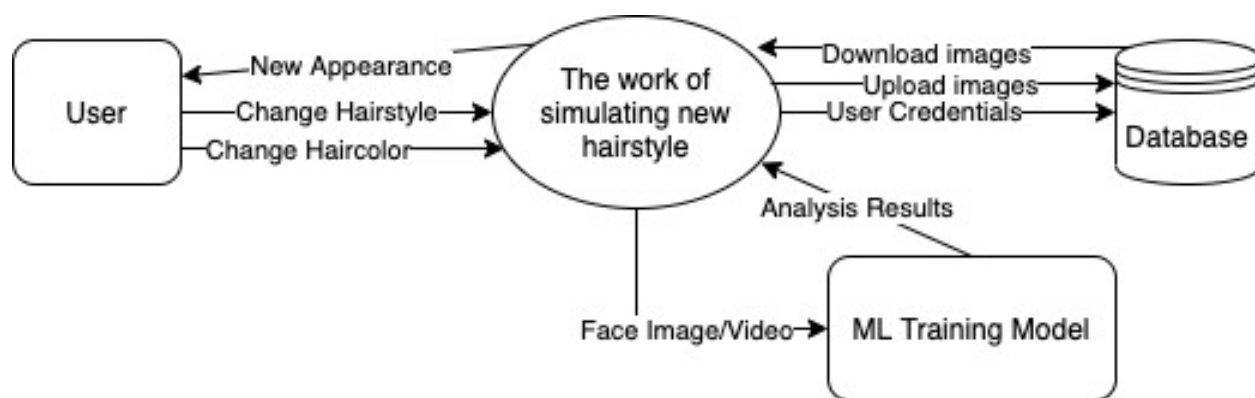 New Appearance
Change Hairstyle
Change Haircolor
User
The work of
simulating new
hairstyle
Download images
Upload images
User Credentials
Database
Analysis Results
Face Image/Video
ML Training Model